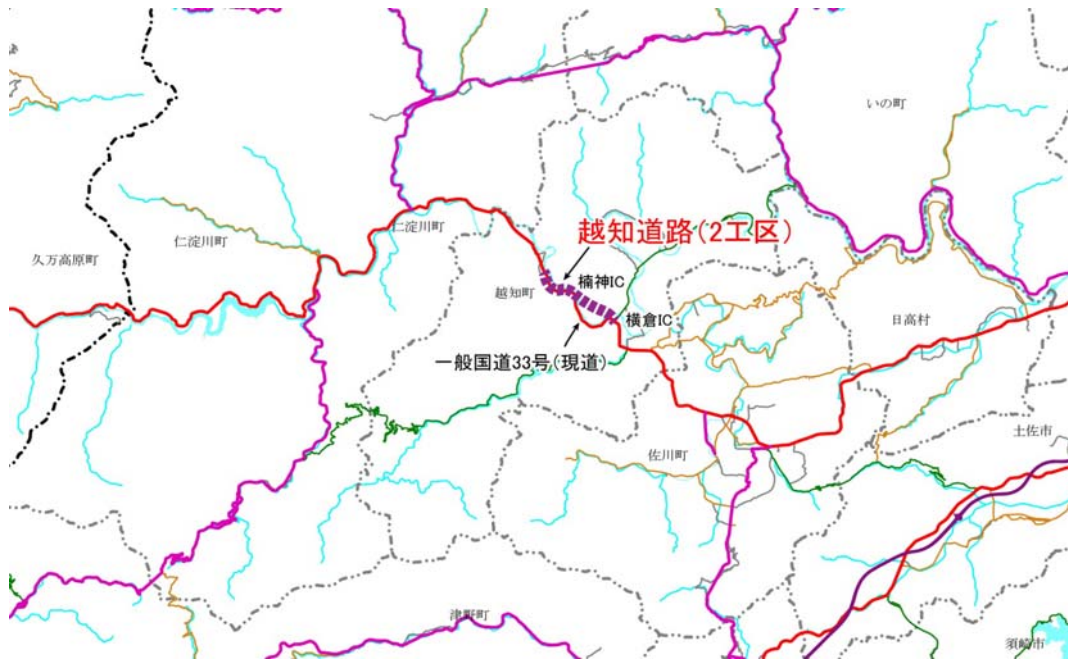 いの町
越知道路(2工区)
仁淀川町
仁淀川町
久万高原町
楠神IC
越知町
横倉IC
日高村
一般国道33号(現道)
土佐市
佐川町
津野町
須崎市